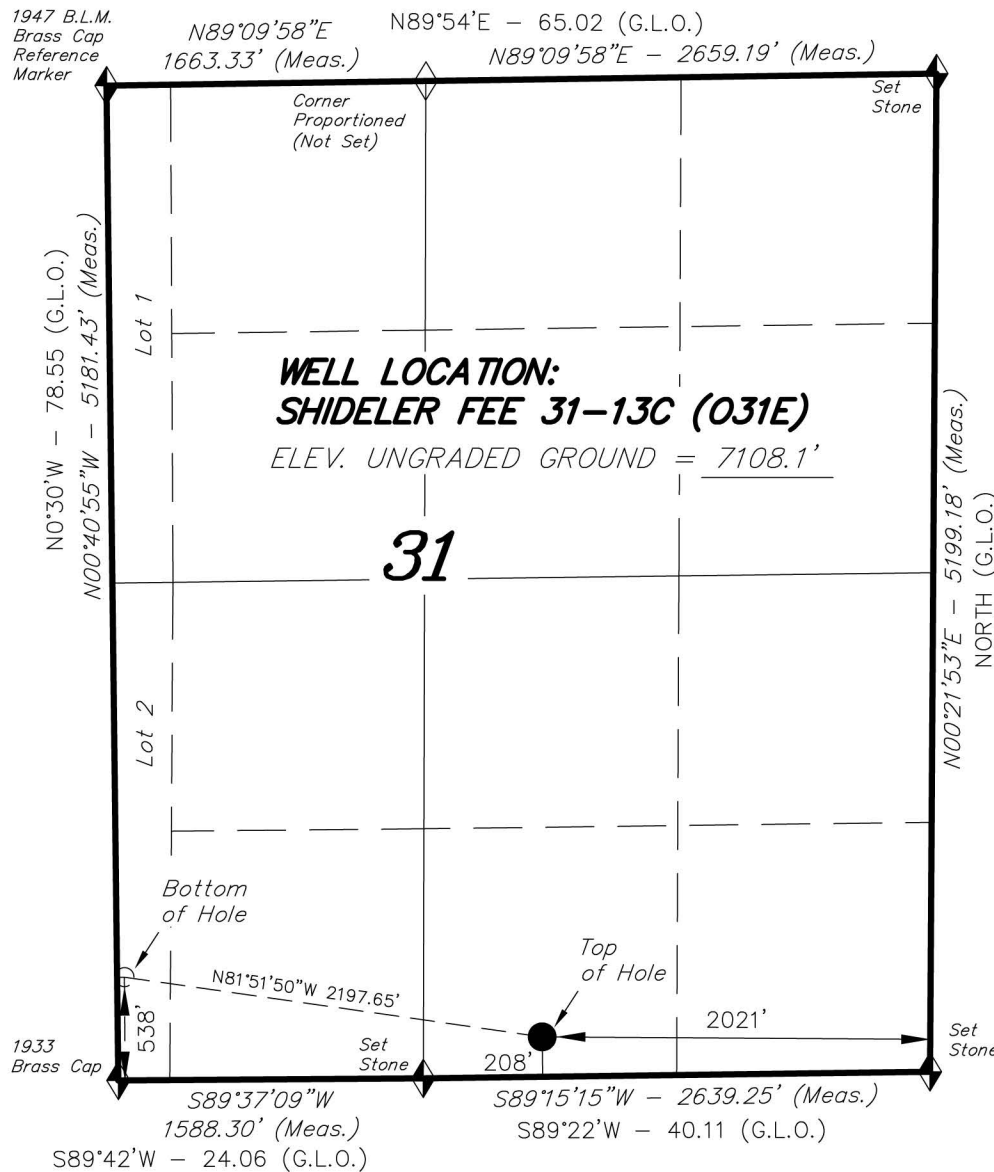 1947 B.L.M.
Brass Cap
Reference
Marker
N89°09'58"E
1663.33' (Meas.)
N89°54'E – 65.02 (G.L.O.)
N89°09'58"E – 2659.19' (Meas.)
Corner
Proportioned
(Not Set)
Set
Stone
N0°30'W – 78.55 (G.L.O.)
N00°40'55"W – 5181.43' (Meas.)
Lot 1
WELL LOCATION:
SHIDELER FEE 31–13C (O31E)
ELEV. UNGRADED GROUND = 7108.1'
31
N00°21'53"E – 5199.18' (Meas.)
NORTH (G.L.O.)
Lot 2
Bottom
of Hole
Top
of Hole
N81°51'50"W 2197.65'
538'
2021'
208'
1933
Brass Cap
Set
Stone
Set
Stone
S89°37'09"W
1588.30' (Meas.)
S89°42'W – 24.06 (G.L.O.)
S89°15'15"W – 2639.25' (Meas.)
S89°22'W – 40.11 (G.L.O.)